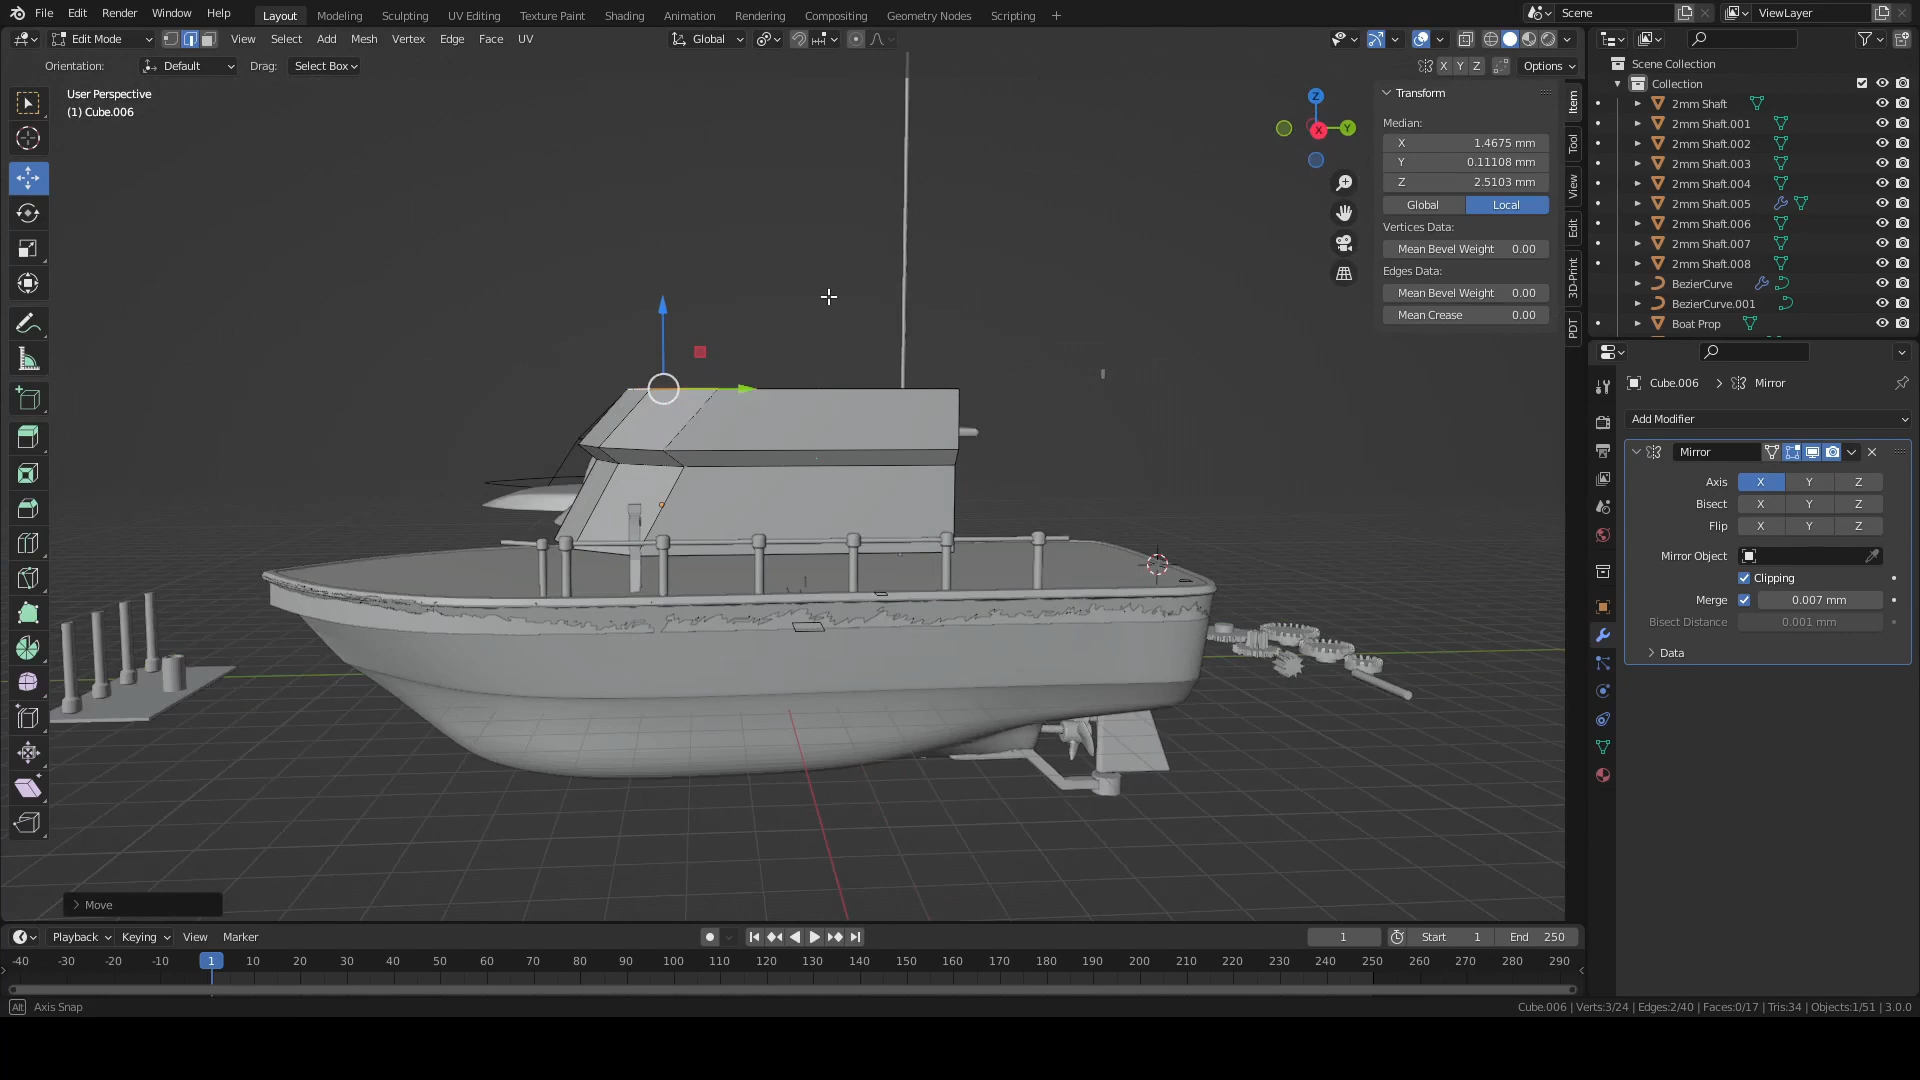 File Edit Render Window Help Layout Modeling Sculpting UV Editing Texture Paint Shading Animation Rendering Compositing Geometry Nodes Scripting + Scene ViewLayer
Edit Mode View Select Add Mesh Vertex Edge Face UV Global
Orientation: Default Drag: Select Box X Y Z Options
User Perspective
(1) Cube.006
Z
Y
X
Transform
Median:
X 1.4675 mm
Y 0.11108 mm
Z 2.5103 mm
Global Local
Vertices Data:
Mean Bevel Weight 0.00
Edges Data:
Mean Bevel Weight 0.00
Mean Crease 0.00
Item
Tool
View
Edit
3D-Print
PDT
Scene Collection
Collection
2mm Shaft
2mm Shaft.001
2mm Shaft.002
2mm Shaft.003
2mm Shaft.004
2mm Shaft.005
2mm Shaft.006
2mm Shaft.007
2mm Shaft.008
BezierCurve
BezierCurve.001
Boat Prop
Cube.006 > Mirror
Add Modifier
Mirror
Axis X Y Z
Bisect X Y Z
Flip X Y Z
Mirror Object
Clipping
Merge 0.007 mm
Bisect Distance 0.001 mm
Data
Move
Playback Keying View Marker 1 Start 1 End 250
-40 -30 -20 -10 1 10 20 30 40 50 60 70 80 90 100 110 120 130 140 150 160 170 180 190 200 210 220 230 240 250 260 270 280 290
Alt Axis Snap
Cube.006 | Verts:3/24 | Edges:2/40 | Faces:0/17 | Tris:34 | Objects:1/51 | 3.0.0